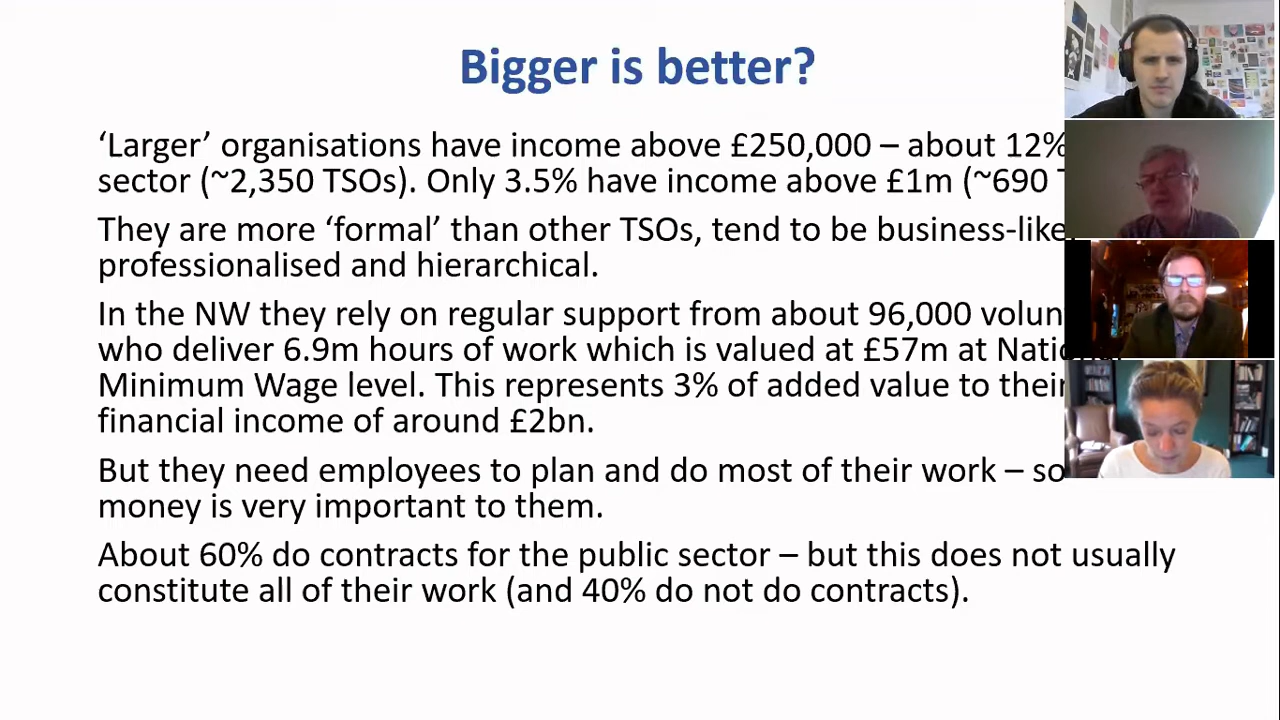 Bigger is better?
‘Larger’ organisations have income above £250,000 – about 12%
sector (~2,350 TSOs). Only 3.5% have income above £1m (~690
They are more ‘formal’ than other TSOs, tend to be business-like,
professionalised and hierarchical.
In the NW they rely on regular support from about 96,000
who deliver 6.9m hours of work which is valued at £57m at National
Minimum Wage level. This represents 3% of added value to their
financial income of around £2bn.
But they need employees to plan and do most of their work – so
money is very important to them.
About 60% do contracts for the public sector – but this does not usually
constitute all of their work (and 40% do not do contracts).